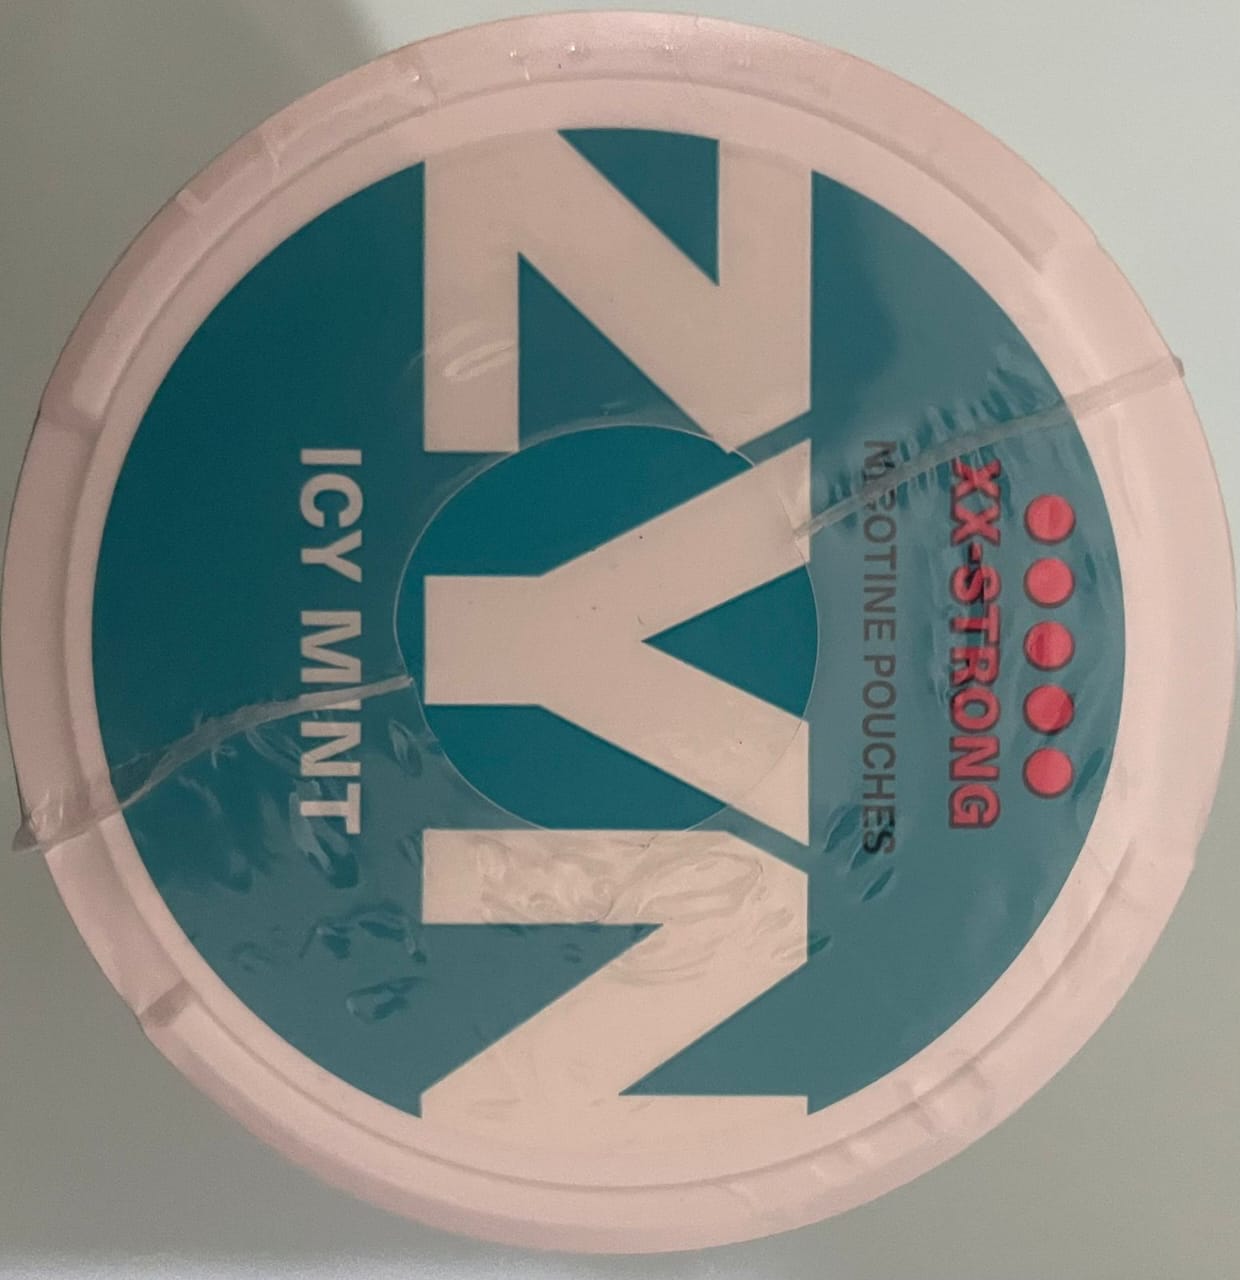 XX-STRONG
NICOTINE POUCHES
ZYN
ICY MINT